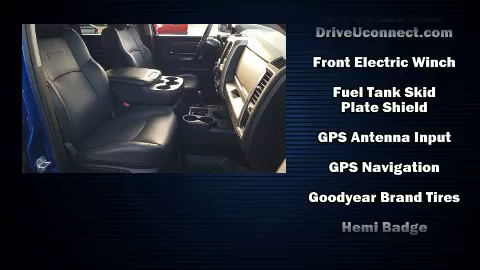 DriveUconnect.com
Front Electric Winch
Fuel Tank Skid
Plate Shield
GPS Antenna Input
GPS Navigation
Goodyear Brand Tires
Hemi Badge